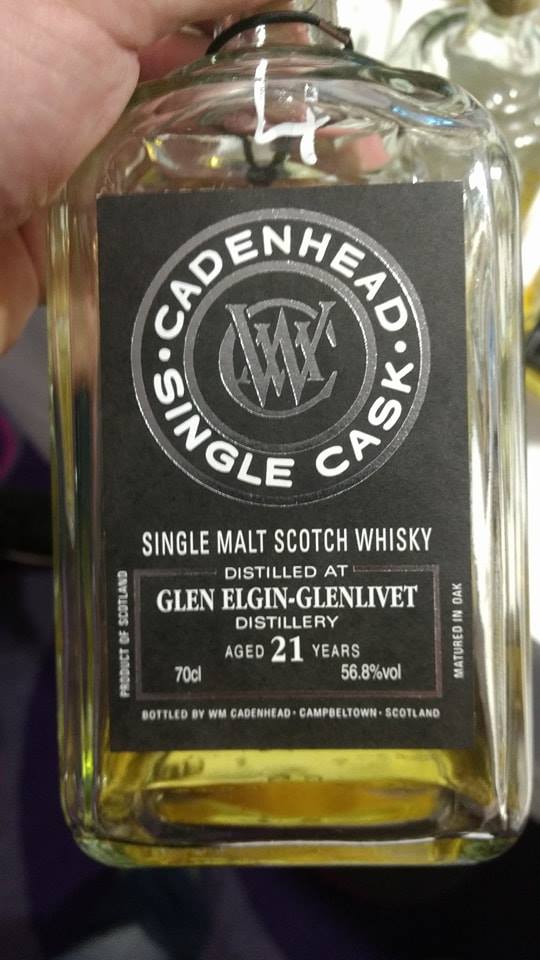 4
CADENHEAD
WC
SINGLE CASK
SINGLE MALT SCOTCH WHISKY
DISTILLED AT
GLEN ELGIN-GLENLIVET
DISTILLERY
AGED 21 YEARS
70cl 56.8%vol
PRODUCT OF SCOTLAND
MATURED IN OAK
BOTTLED BY WM CADENHEAD · CAMPBELTOWN · SCOTLAND